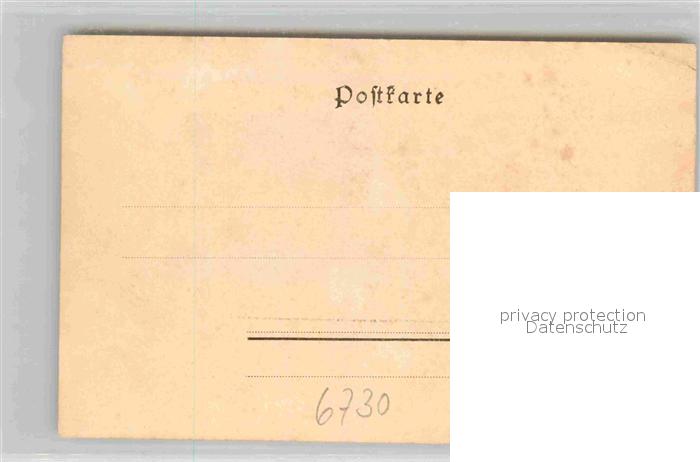 Postkarte
privacy protection
Datenschutz
6730